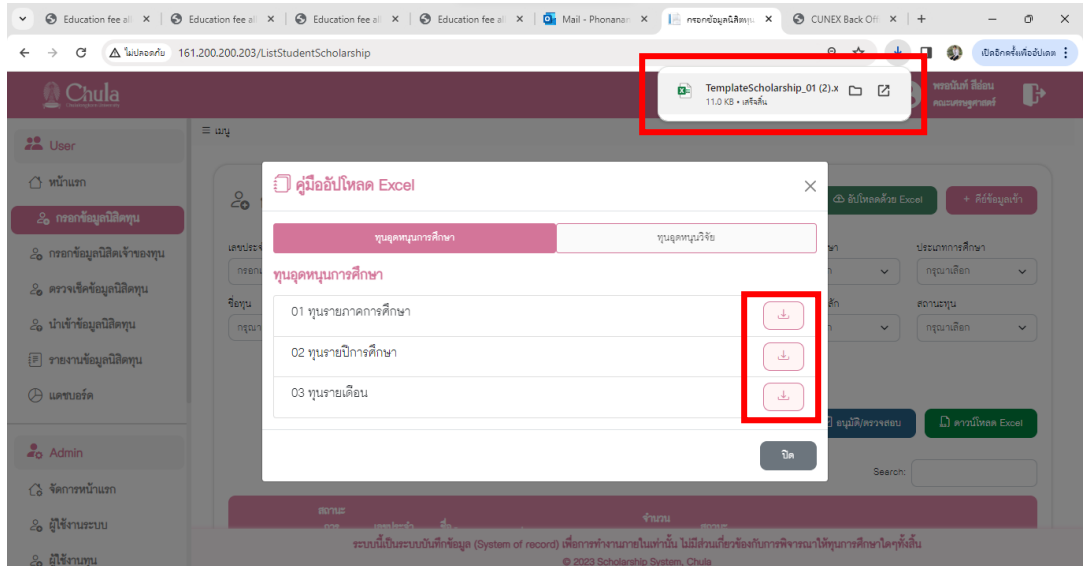 Education fee all
Education fee all
Education fee al
Education fee al
Mail - Phonanan
กรอกข้อมูลนิสิตทุน
CUNEX Back Off
ไม่ปลอดภัย
161.200.200.203/ListStudentScholarship
เปิดอีกครั้งเพื่ออัปเดต
TemplateScholarship_01 (2).x
11.0 KB • เสร็จสิ้น
Chula
พรอนันท์ สีอ่อน
คณะเศรษฐศาสตร์
เมนู
User
หน้าแรก
กรอกข้อมูลนิสิตทุน
กรอกข้อมูลนิสิตเจ้าของทุน
ตรวจเช็คข้อมูลนิสิตทุน
นำเข้าข้อมูลนิสิตทุน
รายงานข้อมูลนิสิตทุน
แดชบอร์ด
Admin
จัดการหน้าแรก
ผู้ใช้งานระบบ
ผู้ใช้งานทุน
คู่มืออัปโหลด Excel
ทุนอุดหนุนการศึกษา
ทุนอุดหนุนวิจัย
ทุนอุดหนุนการศึกษา
01 ทุนรายภาคการศึกษา
02 ทุนรายปีการศึกษา
03 ทุนรายเดือน
ปิด
อัปโหลดด้วย Excel
+ คีย์ข้อมูลเข้า
ประเภทการศึกษา
กรุณาเลือก
ชื่อทุน
สถานะทุน
กรุณาเลือก
อนุมัติ/ตรวจสอบ
ดาวน์โหลด Excel
Search:
สถานะ
จำนวน
ระบบนี้เป็นระบบบันทึกข้อมูล (System of record) เพื่อการทำงานภายในเท่านั้น ไม่มีส่วนเกี่ยวข้องกับการพิจารณาให้ทุนการศึกษาใดๆทั้งสิ้น
© 2023 Scholarship System, Chula